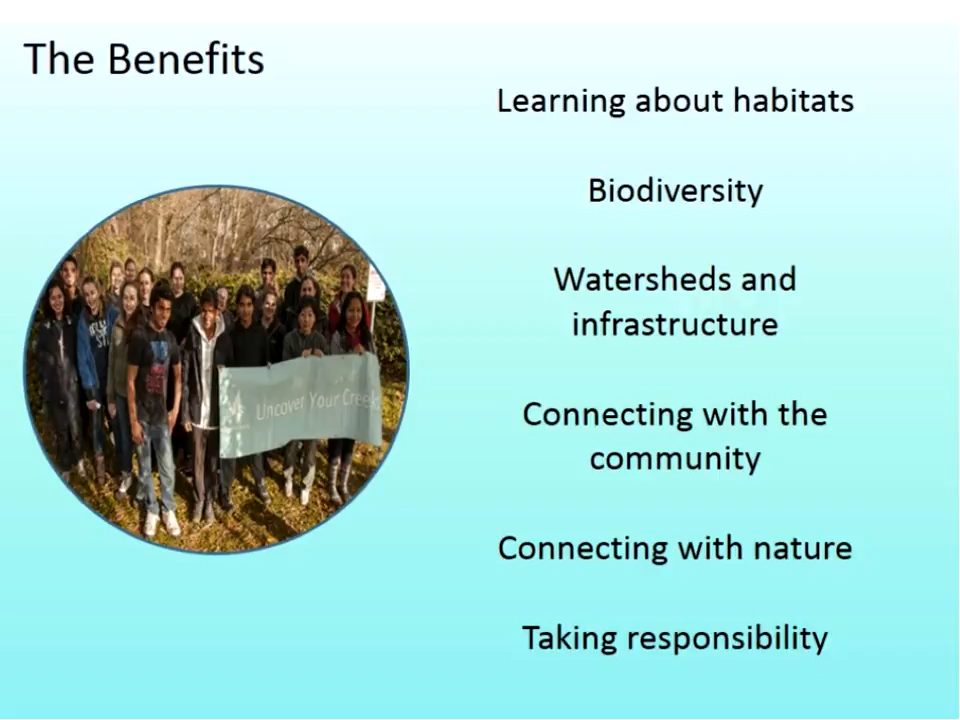 The Benefits
Learning about habitats
Biodiversity
Watersheds and
infrastructure
Connecting with the
community
Connecting with nature
Taking responsibility
Uncover Your Creek